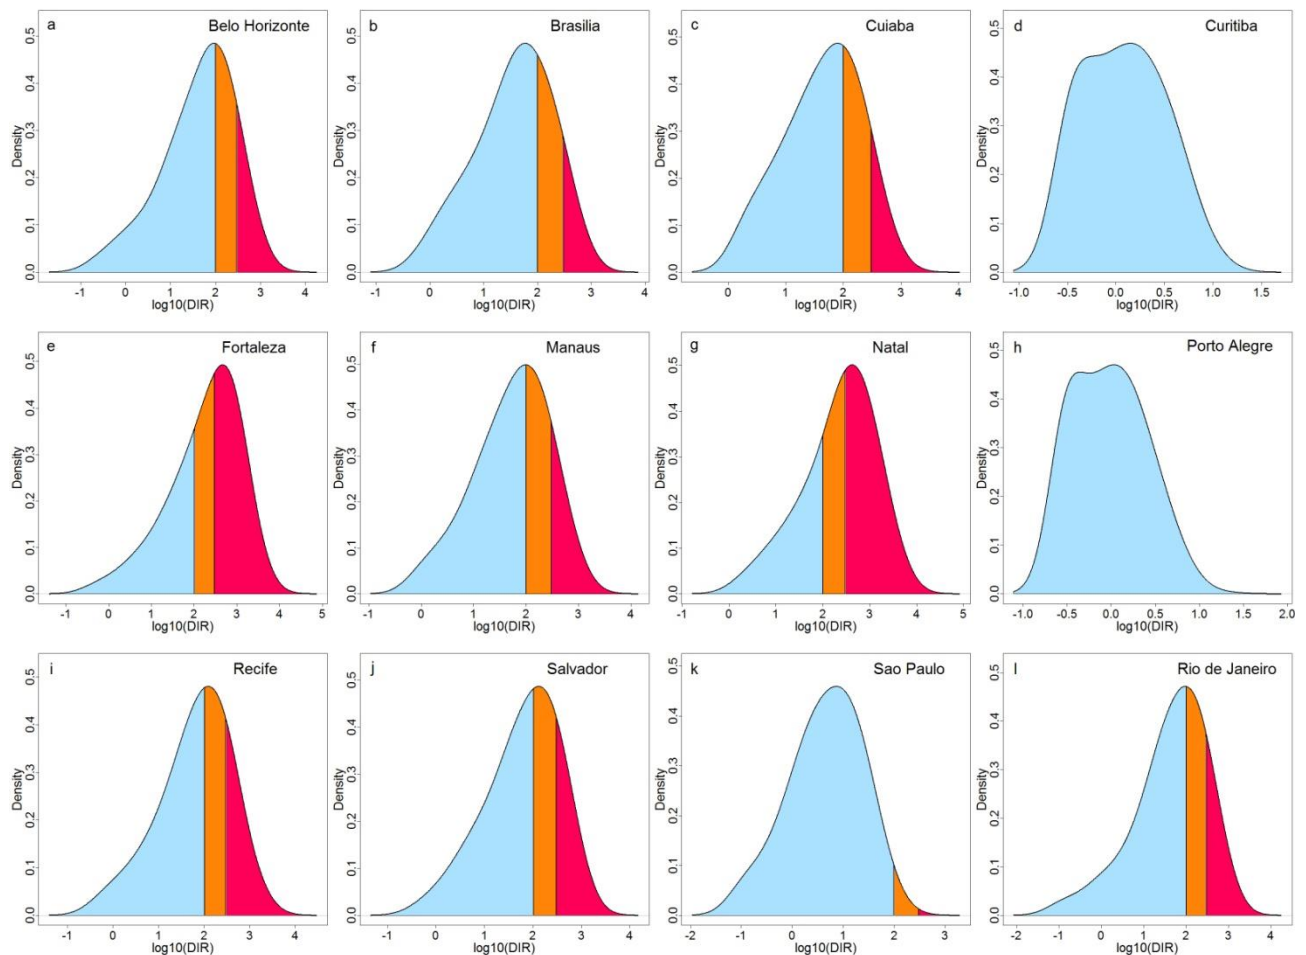 a Belo Horizonte
0.5
0.4
0.3
0.2
0.1
0.0
Density
-1 0 1 2 3 4
log10(DIR)
b Brasilia
0.5
0.4
0.3
0.2
0.1
0.0
Density
-1 0 1 2 3 4
log10(DIR)
c Cuiaba
0.5
0.4
0.3
0.2
0.1
0.0
Density
0 1 2 3 4
log10(DIR)
d Curitiba
0.5
0.4
0.3
0.2
0.1
0.0
Density
-1.0 -0.5 0.0 0.5 1.0 1.5
log10(DIR)
e Fortaleza
0.5
0.4
0.3
0.2
0.1
0.0
Density
-1 0 1 2 3 4 5
log10(DIR)
f Manaus
0.5
0.4
0.3
0.2
0.1
0.0
Density
-1 0 1 2 3 4
log10(DIR)
g Natal
0.5
0.4
0.3
0.2
0.1
0.0
Density
-1 0 1 2 3 4 5
log10(DIR)
h Porto Alegre
0.5
0.4
0.3
0.2
0.1
0.0
Density
-1.0 -0.5 0.0 0.5 1.0 1.5 2.0
log10(DIR)
i Recife
0.5
0.4
0.3
0.2
0.1
0.0
Density
-1 0 1 2 3 4
log10(DIR)
j Salvador
0.5
0.4
0.3
0.2
0.1
0.0
Density
-1 0 1 2 3 4
log10(DIR)
k Sao Paulo
0.5
0.4
0.3
0.2
0.1
0.0
Density
-2 -1 0 1 2 3
log10(DIR)
l Rio de Janeiro
0.5
0.4
0.3
0.2
0.1
0.0
Density
-2 -1 0 1 2 3 4
log10(DIR)